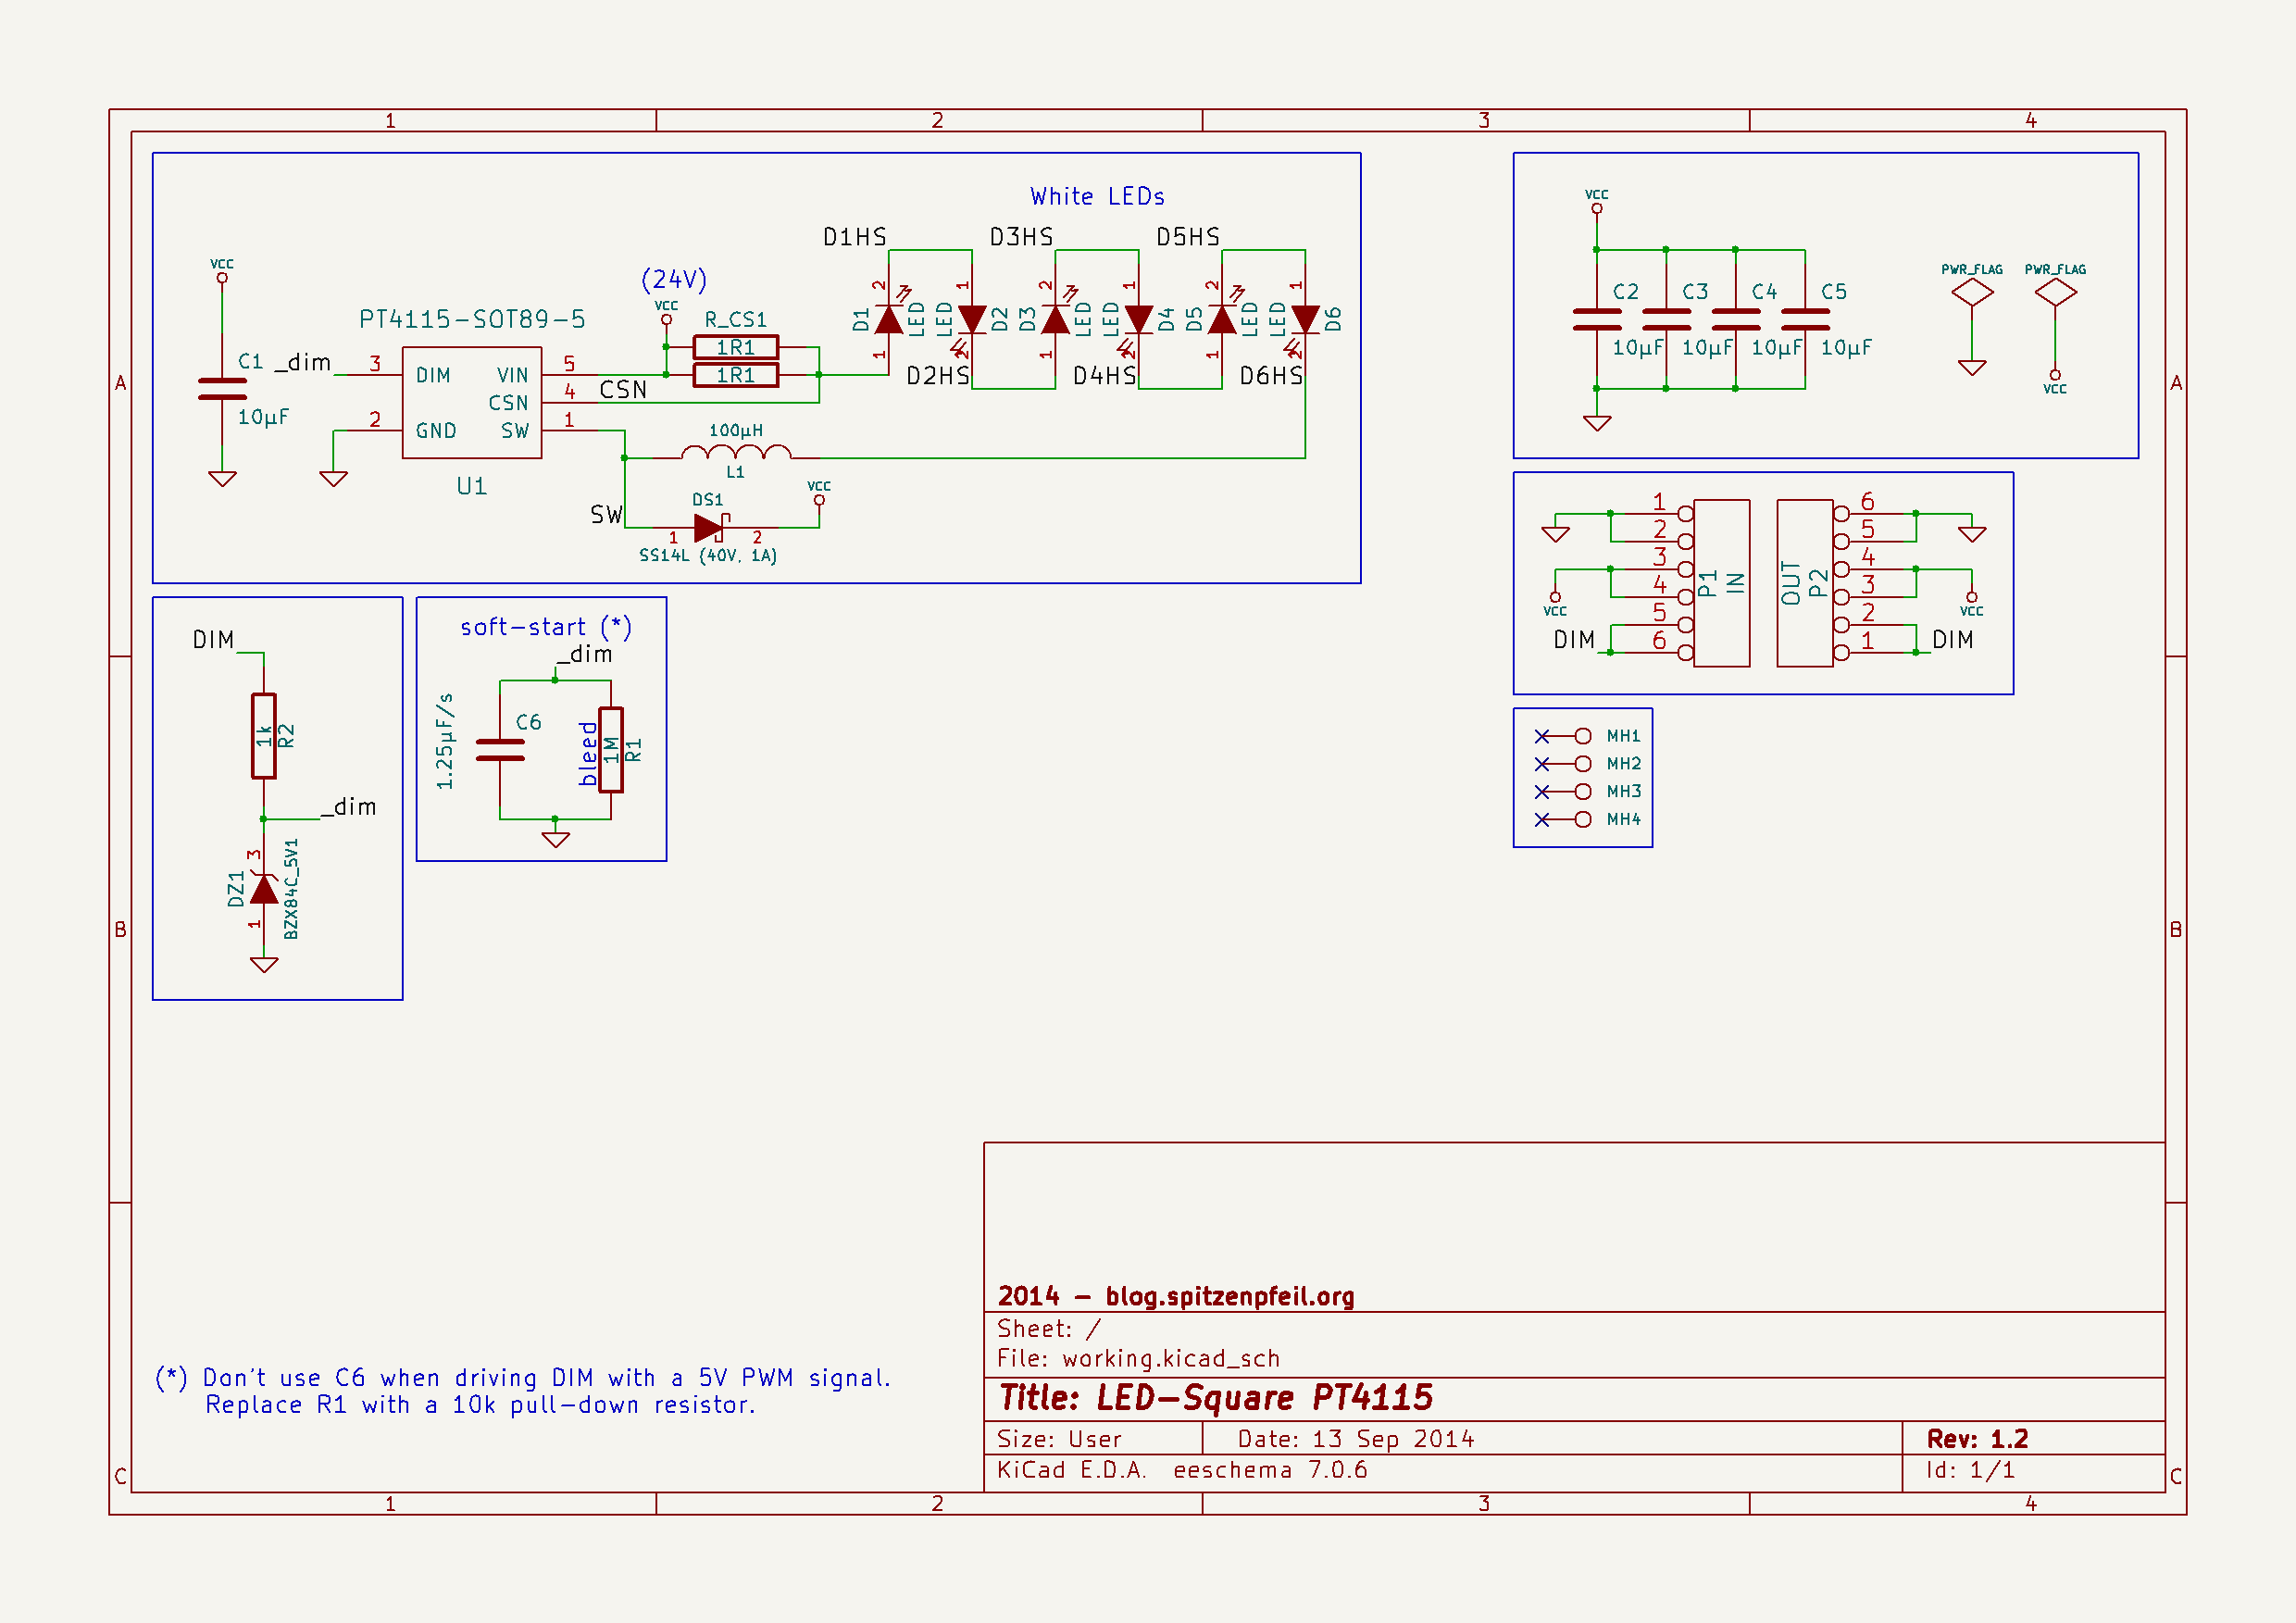 1 2 3 4
A A
B B
C C
White LEDs
D1HS D3HS D5HS
(24V)
VCC
VCC
PT4115-SOT89-5
R_CS1
1R1
1R1
C1
10µF
_dim
3 DIM VIN 5
CSN 4 CSN
2 GND SW 1
U1
2 D1 LED 1
1 LED D2 2
2 D3 LED 1
1 LED D4 2
2 D5 LED 1
1 LED D6 2
D2HS D4HS D6HS
100µH
L1
SW
DS1
VCC
1 2
SS14L (40V, 1A)
VCC
C2 C3 C4 C5
10µF 10µF 10µF 10µF
PWR_FLAG PWR_FLAG
VCC
1 6
2 5
3 4
4 3
5 2
6 1
P1 IN
OUT P2
VCC VCC
DIM DIM
MH1
MH2
MH3
MH4
DIM
1k R2
_dim
3
DZ1 BZX84C_5V1
1
soft-start (*)
_dim
1.25µF/s
C6
bleed 1M R1
(*) Don't use C6 when driving DIM with a 5V PWM signal.
Replace R1 with a 10k pull-down resistor.
2014 - blog.spitzenpfeil.org
Sheet: /
File: working.kicad_sch
Title: LED-Square PT4115
Size: User Date: 13 Sep 2014 Rev: 1.2
KiCad E.D.A. eeschema 7.0.6 Id: 1/1
1 2 3 4